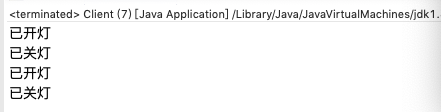 <terminated> Client (7) [Java Application] /Library/Java/JavaVirtualMachines/jdk1.
已开灯
已关灯
已开灯
已关灯